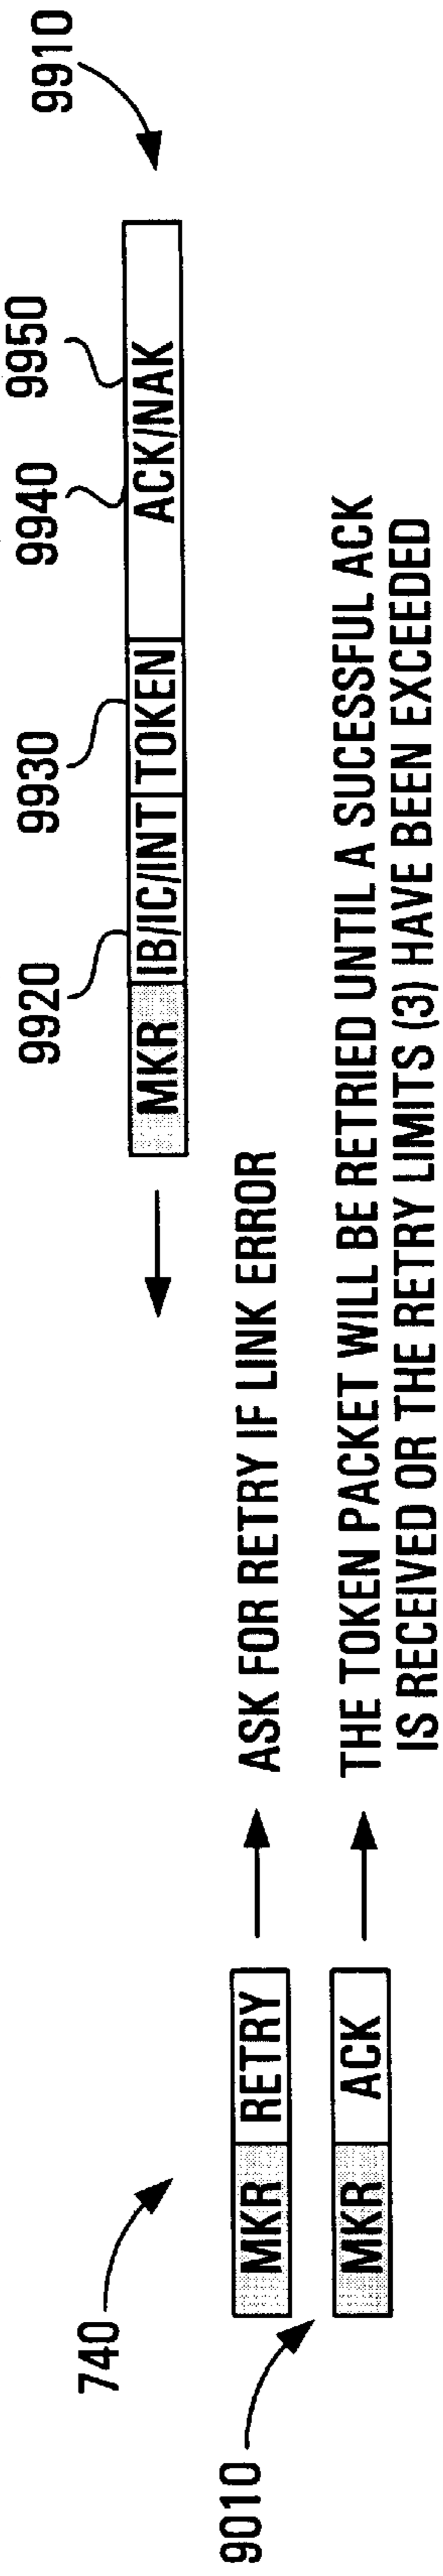 9910
9920 9930 9940 9950
MKR IB/IC/INT TOKEN ACK/NAK
740
MKR RETRY ASK FOR RETRY IF LINK ERROR
9010
MKR ACK THE TOKEN PACKET WILL BE RETRIED UNTIL A SUCESSFUL ACK
IS RECEIVED OR THE RETRY LIMITS (3) HAVE BEEN EXCEEDED